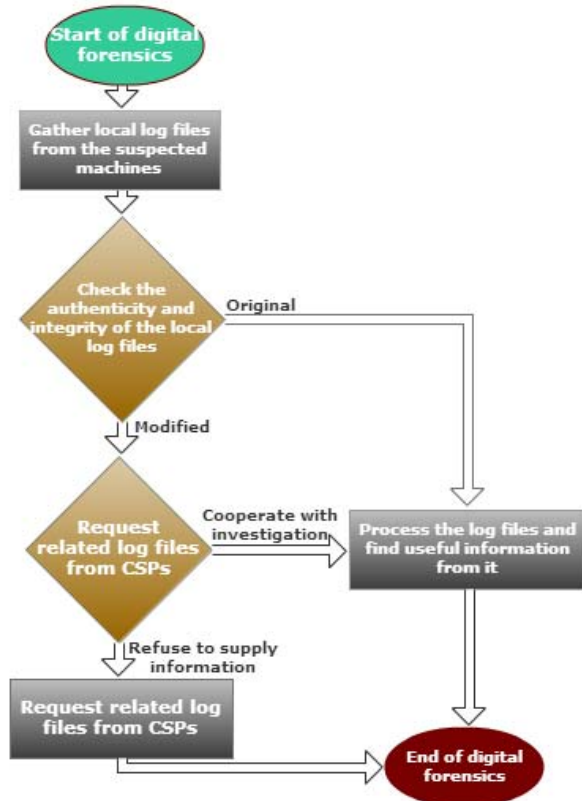 Start of digital
forensics
Gather local log files
from the suspected
machines
Check the
authenticity and
integrity of the local
log files
Original
Modified
Request
related log files
from CSPs
Cooperate with
investigation
Process the log files and
find useful information
from it
Refuse to supply
information
Request related log
files from CSPs
End of digital
forensics